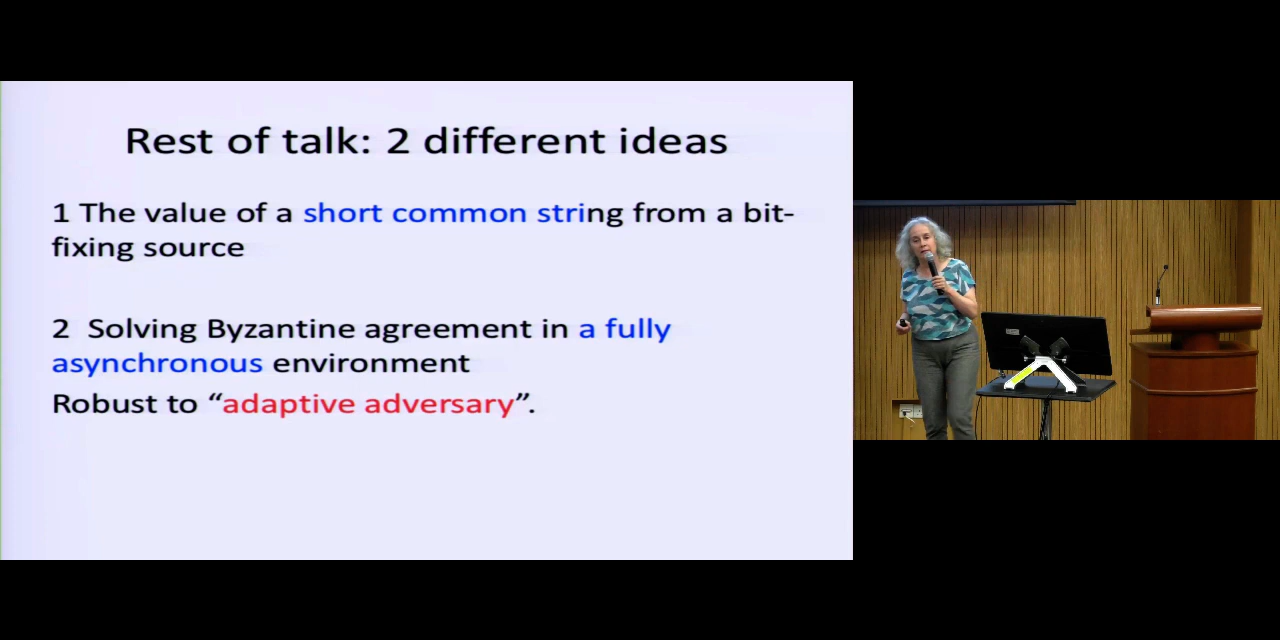 Rest of talk: 2 different ideas
1 The value of a short common string from a bit-
fixing source
2 Solving Byzantine agreement in a fully
asynchronous environment
Robust to “adaptive adversary”.